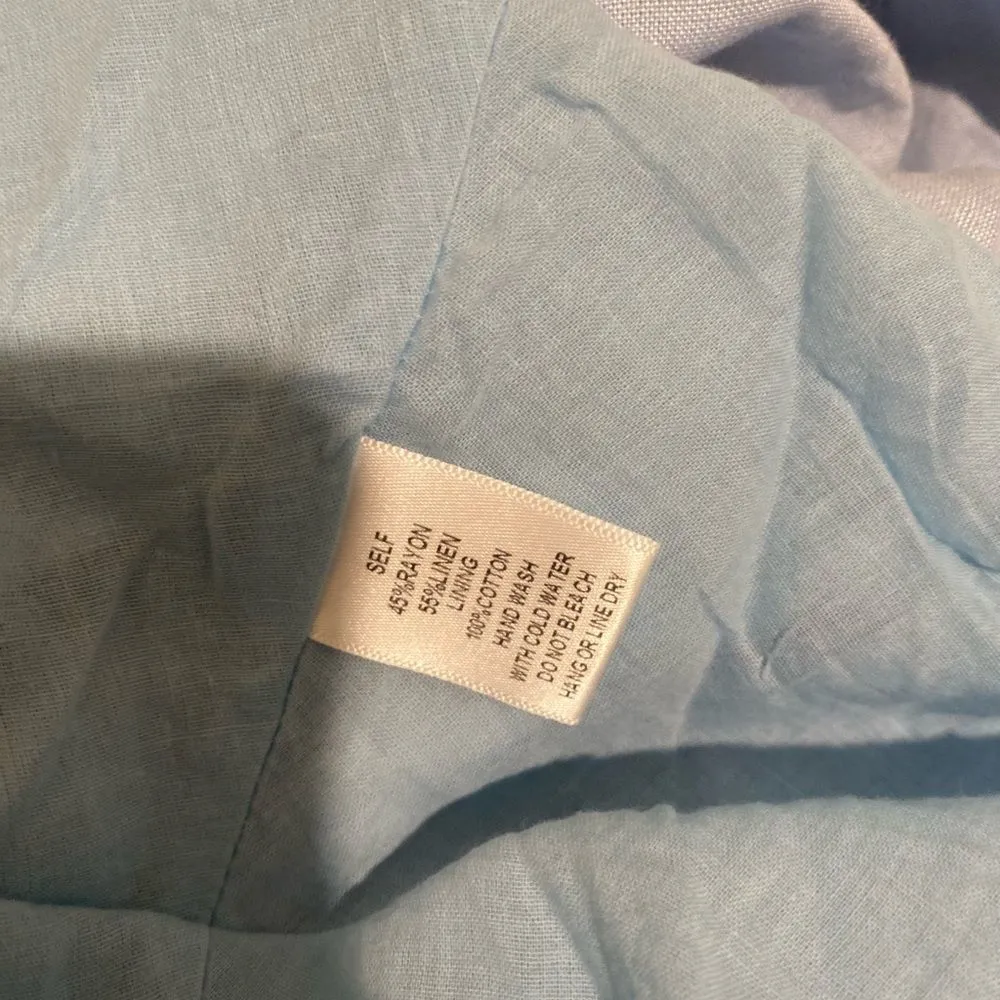 SELF
45%RAYON
55%LINEN
LINING
100%COTTON
HAND WASH
WITH COLD WATER
DO NOT BLEACH
HANG OR LINE DRY